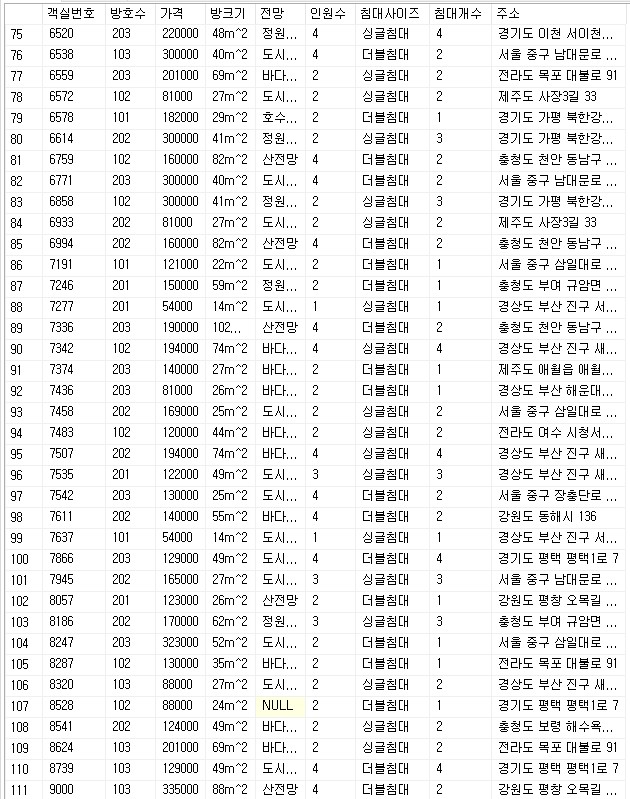 객실번호 방호수 가격 방크기 전망 인원수 침대사이즈 침대개수 주소
75 6520 203 220000 48m^2 정원... 4 싱글침대 4 경기도 이천 서이천...
76 6538 103 300000 40m^2 도시... 4 더블침대 2 서울 중구 남대문로 ...
77 6559 203 201000 69m^2 바다... 2 싱글침대 2 전라도 목포 대불로 91
78 6572 102 81000 27m^2 도시... 2 싱글침대 2 제주도 사장3길 33
79 6578 101 182000 29m^2 호수... 2 더블침대 1 경기도 가평 북한강...
80 6614 202 300000 41m^2 정원... 2 싱글침대 3 경기도 가평 북한강...
81 6759 102 160000 82m^2 산전망 4 더블침대 2 충청도 천안 동남구 ...
82 6771 203 300000 40m^2 도시... 4 더블침대 2 서울 중구 남대문로 ...
83 6858 102 300000 41m^2 정원... 2 싱글침대 3 경기도 가평 북한강...
84 6933 202 81000 27m^2 도시... 2 싱글침대 2 제주도 사장3길 33
85 6994 202 160000 82m^2 산전망 4 더블침대 2 충청도 천안 동남구 ...
86 7191 101 121000 22m^2 도시... 2 더블침대 1 서울 중구 삼일대로 ...
87 7246 201 150000 59m^2 정원... 2 더블침대 1 충청도 부여 규암면 ...
88 7277 201 54000 14m^2 도시... 1 싱글침대 1 경상도 부산 진구 서...
89 7336 203 190000 102... 산전망 4 더블침대 2 충청도 천안 동남구 ...
90 7342 102 194000 74m^2 바다... 4 싱글침대 4 경상도 부산 진구 새...
91 7374 203 140000 27m^2 바다... 2 더블침대 1 제주도 애월읍 애월...
92 7436 203 81000 26m^2 바다... 2 더블침대 1 경상도 부산 해운대...
93 7458 202 169000 25m^2 도시... 2 싱글침대 2 서울 중구 삼일대로 ...
94 7483 102 120000 44m^2 바다... 2 싱글침대 2 전라도 여수 시청서...
95 7507 202 194000 74m^2 바다... 4 싱글침대 4 경상도 부산 진구 새...
96 7535 201 122000 49m^2 도시... 3 싱글침대 3 경상도 부산 진구 새...
97 7542 203 130000 25m^2 도시... 4 더블침대 2 서울 중구 장충단로 ...
98 7611 202 140000 55m^2 바다... 4 더블침대 2 강원도 동해시 136
99 7637 101 54000 14m^2 도시... 1 싱글침대 1 경상도 부산 진구 서...
100 7866 203 129000 49m^2 도시... 4 더블침대 4 경기도 평택 평택1로 7
101 7945 202 165000 27m^2 도시... 3 싱글침대 3 서울 중구 남대문로 ...
102 8057 201 123000 26m^2 산전망 2 더블침대 1 강원도 평창 오목길 ...
103 8186 202 170000 62m^2 정원... 3 싱글침대 3 충청도 부여 규암면 ...
104 8247 203 323000 52m^2 도시... 2 더블침대 1 서울 중구 삼일대로 ...
105 8287 102 130000 35m^2 바다... 2 더블침대 1 전라도 목포 대불로 91
106 8320 103 88000 27m^2 도시... 2 싱글침대 2 경상도 부산 진구 새...
107 8528 102 88000 24m^2 NULL 2 더블침대 1 경기도 평택 평택1로 7
108 8541 202 124000 49m^2 바다... 2 싱글침대 2 충청도 보령 해수욕...
109 8624 103 201000 69m^2 바다... 2 싱글침대 2 전라도 목포 대불로 91
110 8739 103 129000 49m^2 도시... 4 더블침대 4 경기도 평택 평택1로 7
111 9000 103 335000 88m^2 산전망 4 더블침대 2 강원도 평창 오목길 ...